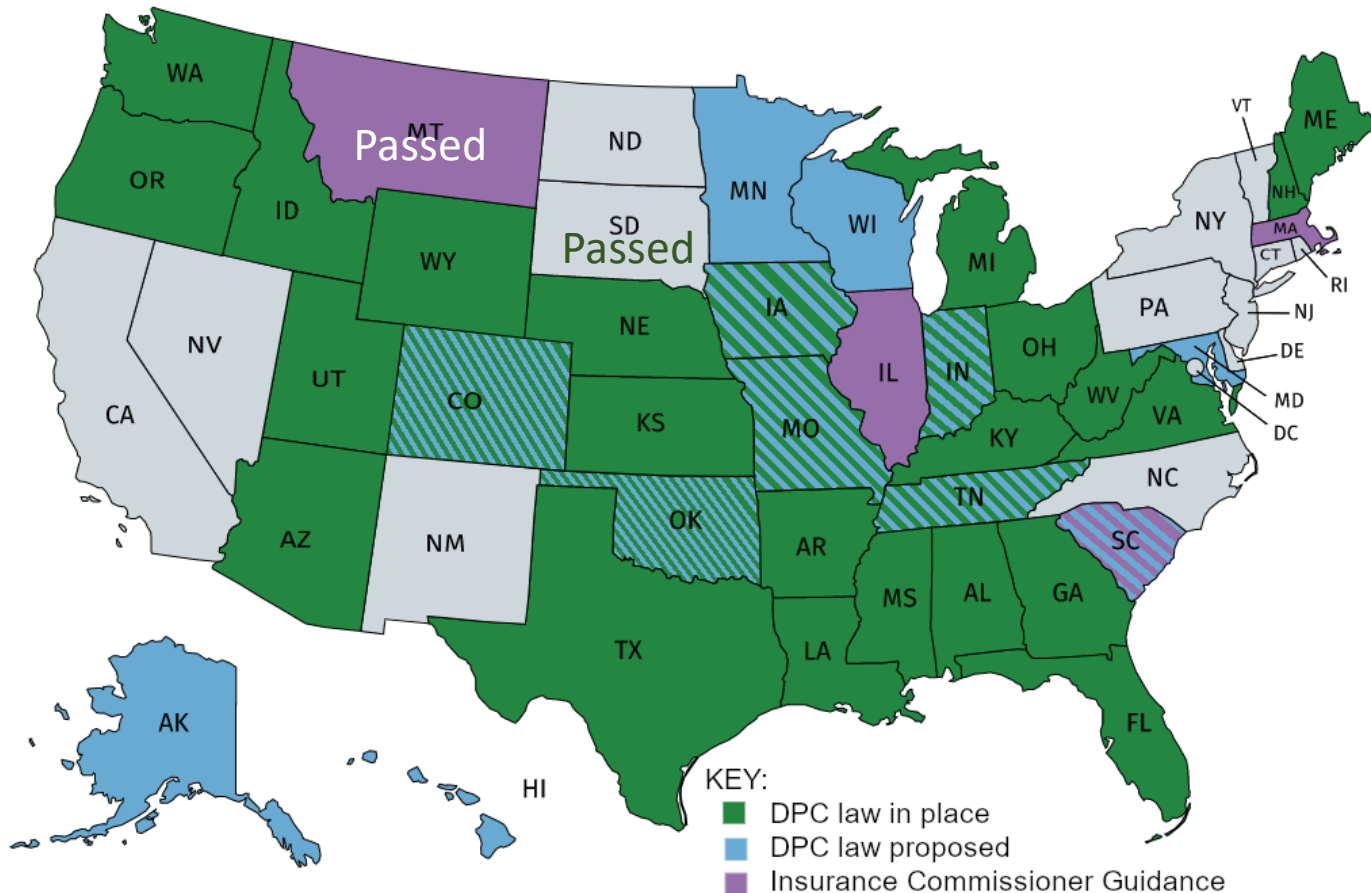 WA
MT
Passed
ND
VT
ME
OR
ID
MN
SD
Passed
WI
NY
NH
MA
CT
RI
WY
MI
PA
NJ
NE
IA
IL
IN
OH
DE
NV
UT
CO
MD
CA
KS
MO
WV
VA
DC
KY
NC
TN
OK
AZ
NM
AR
SC
MS
AL
GA
TX
LA
AK
FL
HI
KEY:
DPC law in place
DPC law proposed
Insurance Commissioner Guidance